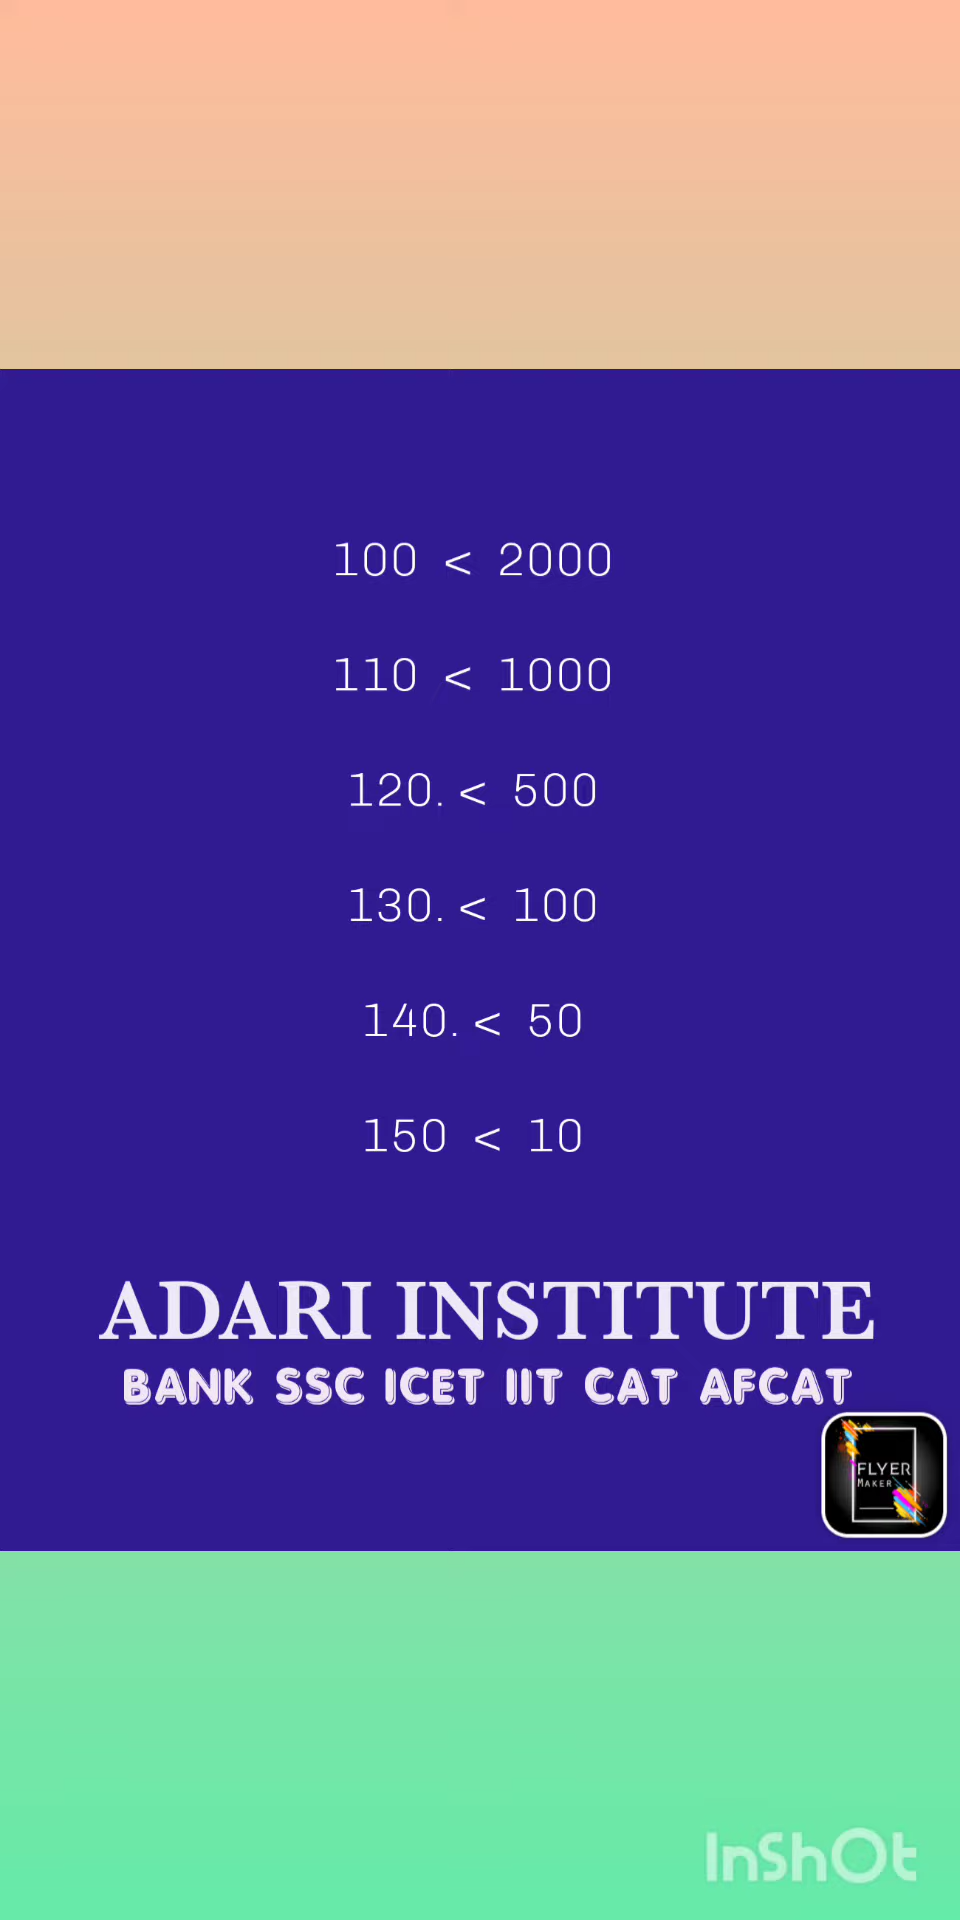 100 < 2000
110 < 1000
120. < 500
130. < 100
140. < 50
150 < 10
ADARI INSTITUTE
BANK SSC ICET IIT CAT AFCAT
FLYER
MAKER
InShOt